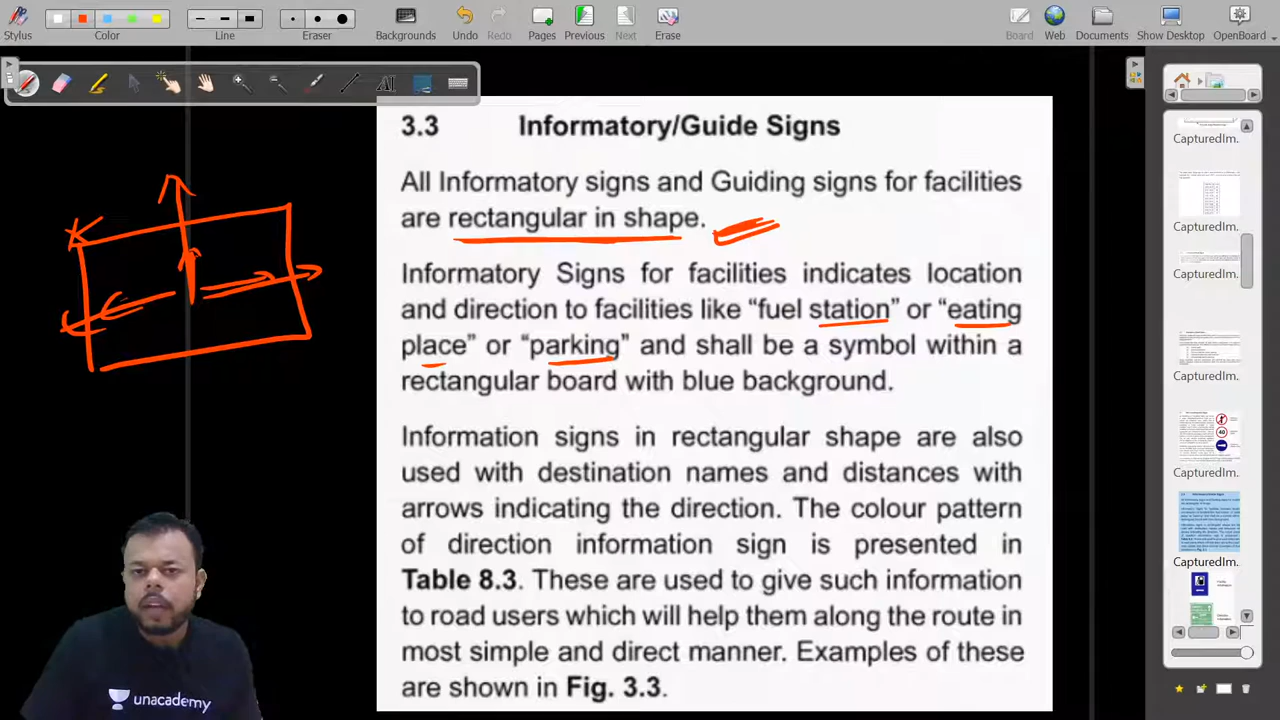 Stylus
Color
Line
Eraser
Backgrounds
Undo
Redo
Pages
Previous
Next
Erase
Board
Web
Documents
Show Desktop
OpenBoard
3.3 Informatory/Guide Signs
All Informatory signs and Guiding signs for facilities
are rectangular in shape.
Informatory Signs for facilities indicates location
and direction to facilities like “fuel station” or “eating
place” or “parking” and shall be a symbol within a
rectangular board with blue background.
Information signs in rectangular shape are also
used with destination names and distances with
arrows indicating the direction. The colour pattern
of direction information sign is presented in
Table 8.3. These are used to give such information
to road users which will help them along the route in
most simple and direct manner. Examples of these
are shown in Fig. 3.3.
CapturedIm.
CapturedIm.
CapturedIm.
CapturedIm.
CapturedIm.
CapturedIm.
unacademy